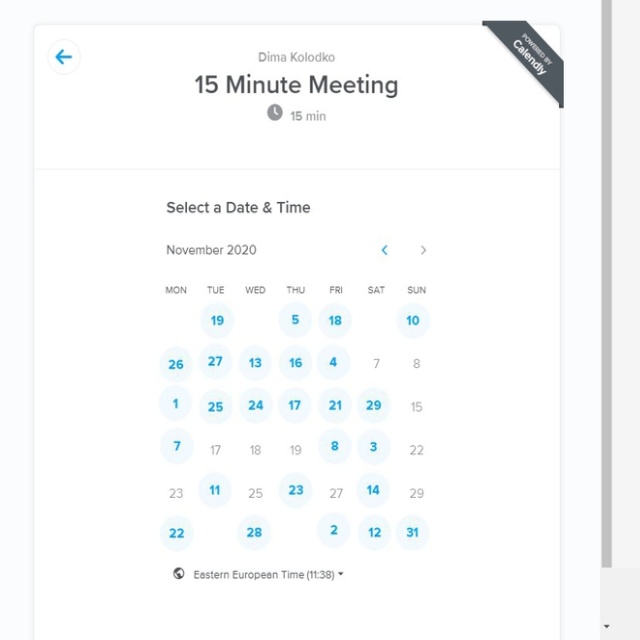 Dima Kolodko
15 Minute Meeting
15 min
POWERED BY
Calendly
Select a Date & Time
November 2020
MON TUE WED THU FRI SAT SUN
19 5 18 10
26 27 13 16 4 7 8
1 25 24 17 21 29 15
7 17 18 19 8 3 22
23 11 25 23 27 14 29
22 28 2 12 31
Eastern European Time (11:38)